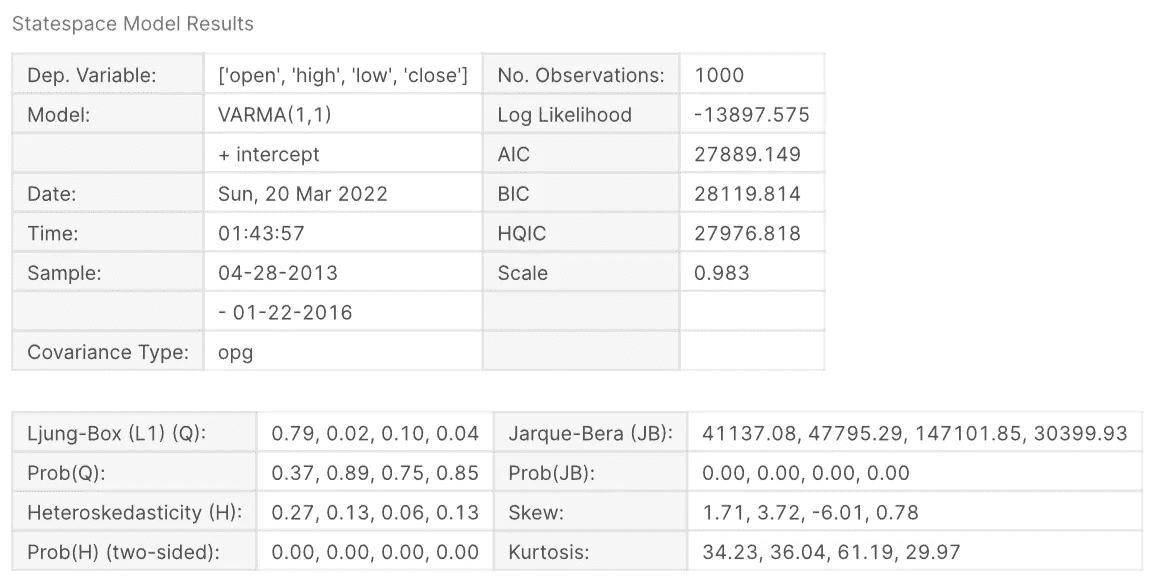 Statespace Model Results
Dep. Variable: ['open', 'high', 'low', 'close'] No. Observations: 1000
Model: VARMA(1,1) Log Likelihood -13897.575
+ intercept AIC 27889.149
Date: Sun, 20 Mar 2022 BIC 28119.814
Time: 01:43:57 HQIC 27976.818
Sample: 04-28-2013 Scale 0.983
- 01-22-2016
Covariance Type: opg
Ljung-Box (L1) (Q): 0.79, 0.02, 0.10, 0.04 Jarque-Bera (JB): 41137.08, 47795.29, 147101.85, 30399.93
Prob(Q): 0.37, 0.89, 0.75, 0.85 Prob(JB): 0.00, 0.00, 0.00, 0.00
Heteroskedasticity (H): 0.27, 0.13, 0.06, 0.13 Skew: 1.71, 3.72, -6.01, 0.78
Prob(H) (two-sided): 0.00, 0.00, 0.00, 0.00 Kurtosis: 34.23, 36.04, 61.19, 29.97